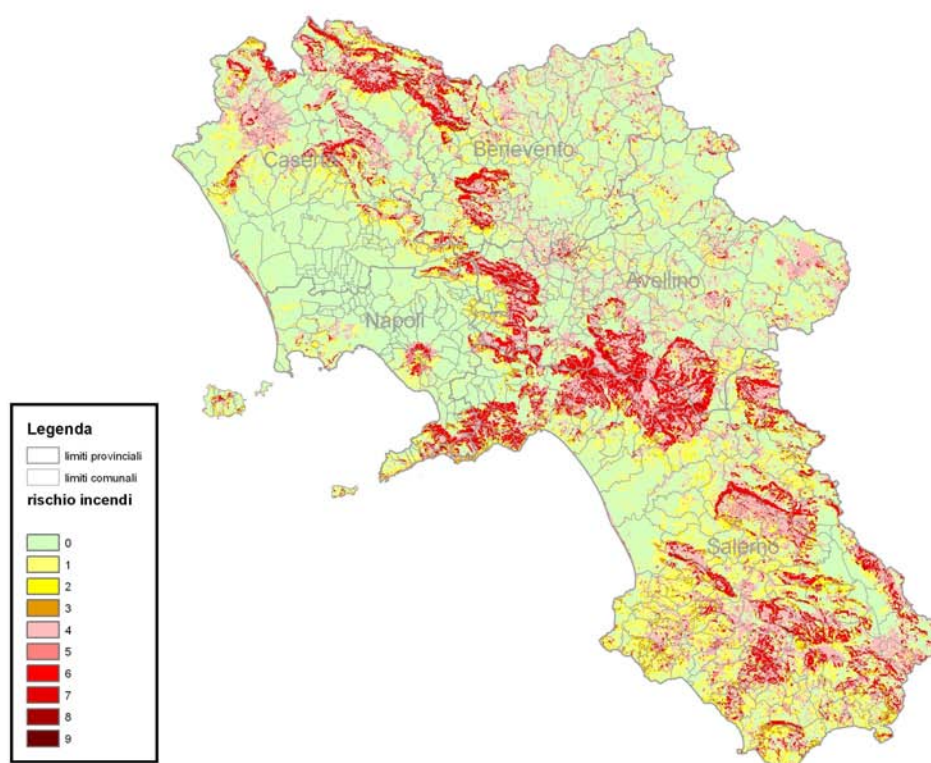 Caserta
Benevento
Avellino
Napoli
Salerno
Legenda
limiti provinciali
limiti comunali
rischio incendi
0
1
2
3
4
5
6
7
8
9